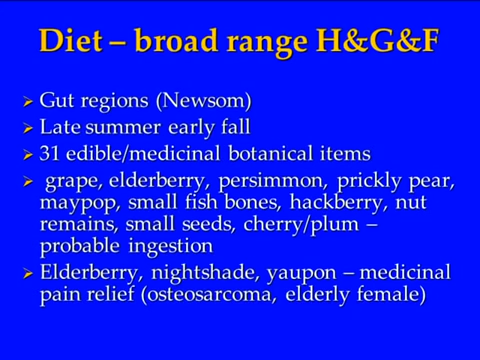 Diet – broad range H&G&F
Gut regions (Newsom)
Late summer early fall
31 edible/medicinal botanical items
grape, elderberry, persimmon, prickly pear,
maypop, small fish bones, hackberry, nut
remains, small seeds, cherry/plum –
probable ingestion
Elderberry, nightshade, yaupon – medicinal
pain relief (osteosarcoma, elderly female)